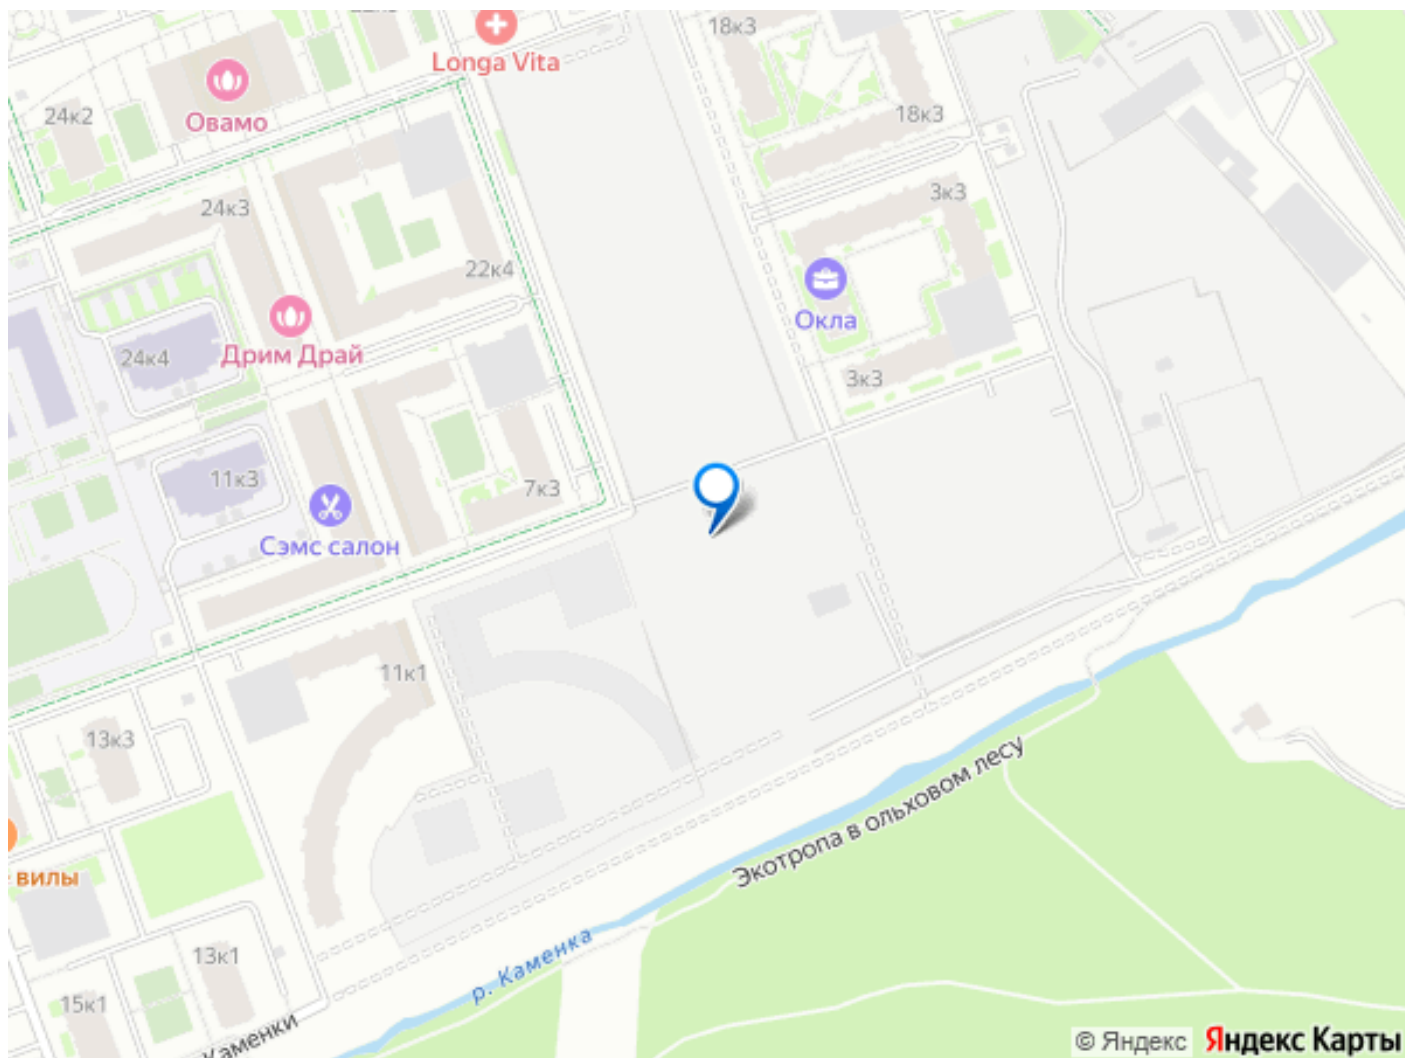 18к3
Longa Vita
24к2
Овамо
18к3
3к3
24к3
22к4
Окла
24к4
Дрим Драй
3к3
11к3
7к3
Сэмс салон
11к1
13к3
Экотропа в ольховом лесу
вилы
р. Каменка
13к1
15к1
Каменки
© Яндекс Яндекс Карты